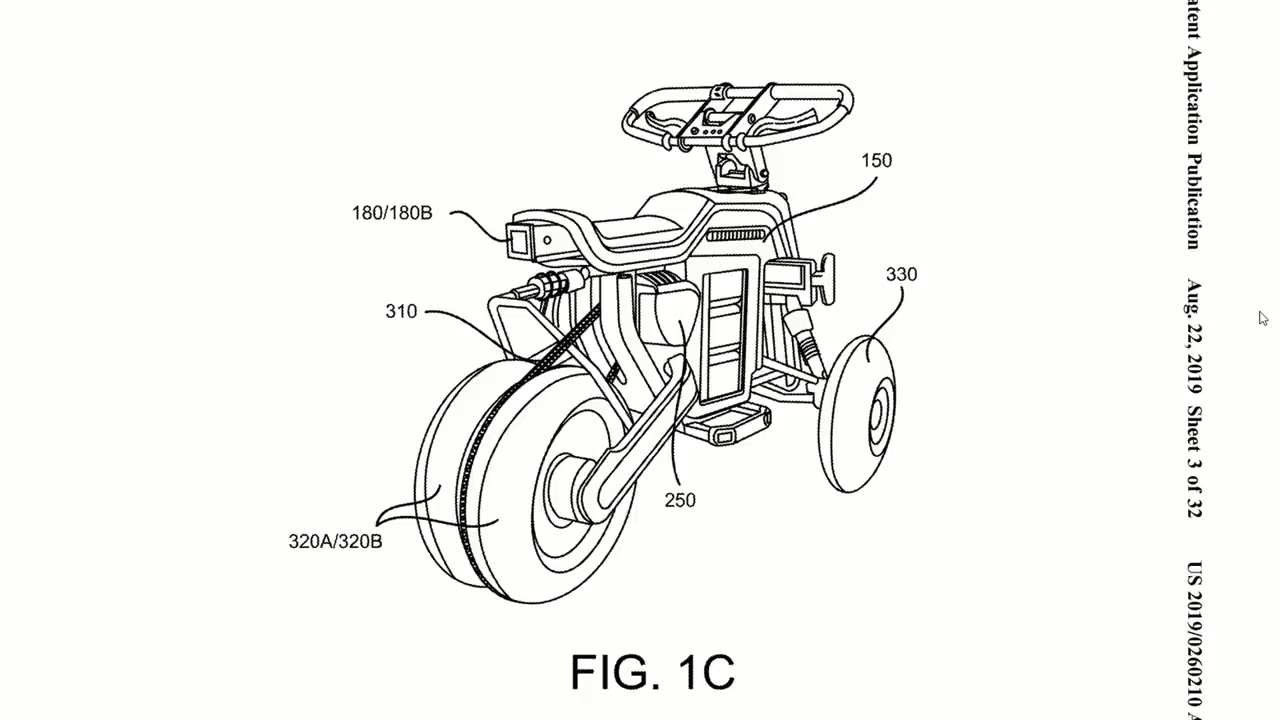 150
180/180B
330
310
250
320A/320B
FIG. 1C
Patent Application Publication Aug. 22, 2019 Sheet 3 of 32 US 2019/0260210 A